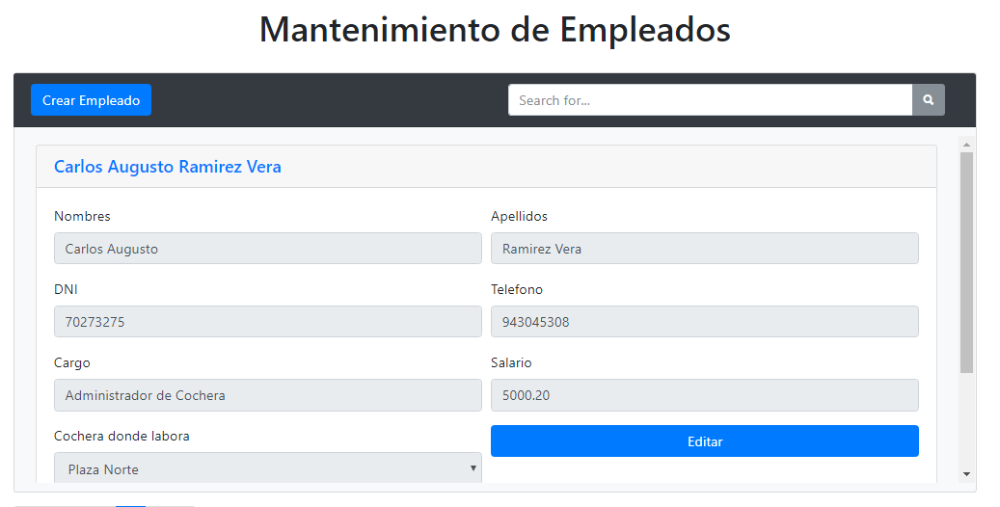 Mantenimiento de Empleados
Crear Empleado
Search for...
Carlos Augusto Ramirez Vera
Nombres
Apellidos
Carlos Augusto
Ramirez Vera
DNI
Telefono
70273275
943045308
Cargo
Salario
Administrador de Cochera
5000.20
Cochera donde labora
Editar
Plaza Norte